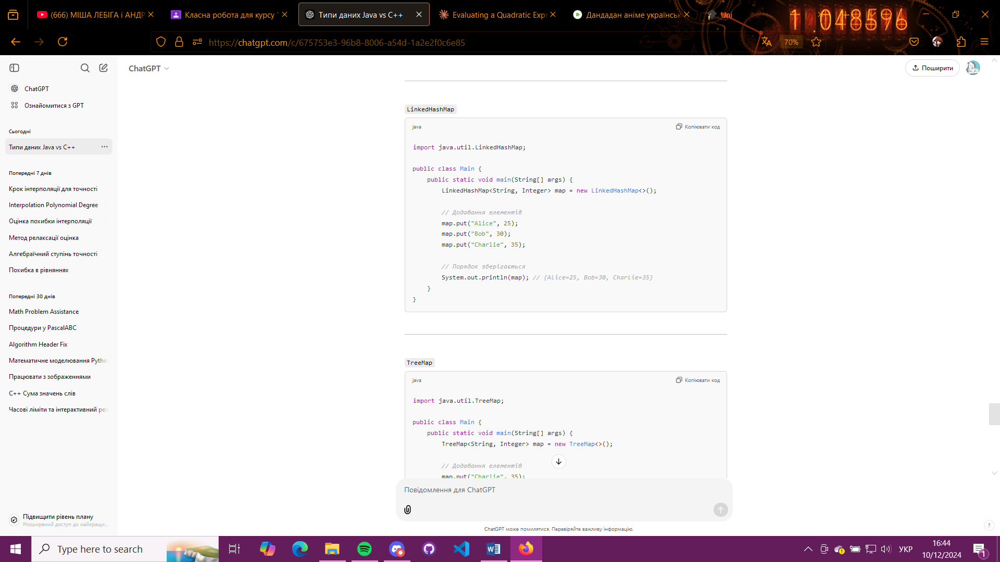 (666) МІША ЛЕБІГА і АНДР
Класна робота для курсу "
Типи даних Java vs C++
Evaluating a Quadratic Expr
Дандадан аніме українськ
Uni
1.048596
https://chatgpt.com/c/675753e3-96b8-8006-a54d-1a2e2f0c6e85
70%
ChatGPT
Поширити
ChatGPT
Ознайомитися з GPT
Сьогодні
Типи даних Java vs C++
Попередні 7 днів
Крок інтерполяції для точності
Interpolation Polynomial Degree
Оцінка похибки інтерполяції
Метод релаксації оцінка
Алгебраїчний ступінь точності
Похибка в рівняннях
Попередні 30 днів
Math Problem Assistance
Процедури у PascalABC
Algorithm Header Fix
Математичне моделювання Pytho
Працювати з зображеннями
C++ Сума значень слів
Часові ліміти та інтерактивний реж
Підвищити рівень плану
Розширений доступ до найкращи...
LinkedHashMap
java
Копіювати код
import java.util.LinkedHashMap;
public class Main {
public static void main(String[] args) {
LinkedHashMap<String, Integer> map = new LinkedHashMap<>();
// Додавання елементів
map.put("Alice", 25);
map.put("Bob", 30);
map.put("Charlie", 35);
// Порядок зберігається
System.out.println(map); // {Alice=25, Bob=30, Charlie=35}
}
}
TreeMap
java
Копіювати код
import java.util.TreeMap;
public class Main {
public static void main(String[] args) {
TreeMap<String, Integer> map = new TreeMap<>();
// Додавання елементів
map.put("Charlie", 35);
Повідомлення для ChatGPT
ChatGPT може помилятися. Перевіряйте важливу інформацію.
?
Type here to search
УКР
16:44
10/12/2024
1